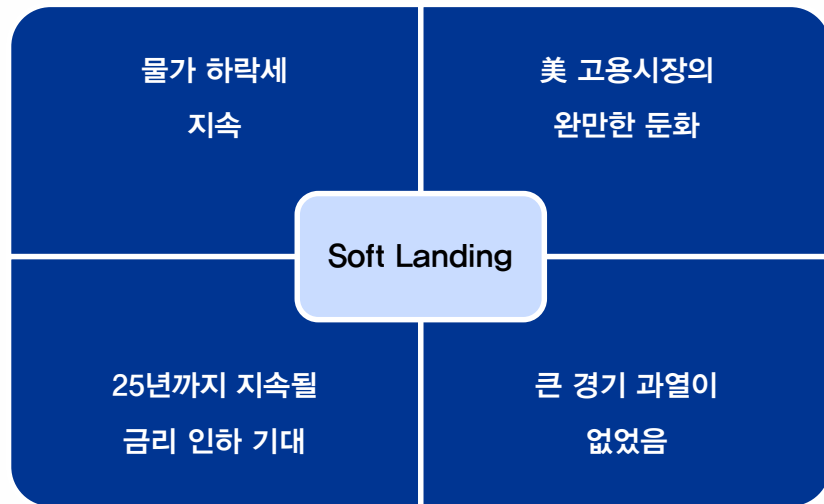 물가 하락세
지속
美 고용시장의
완만한 둔화
Soft Landing
25년까지 지속될
금리 인하 기대
큰 경기 과열이
없었음